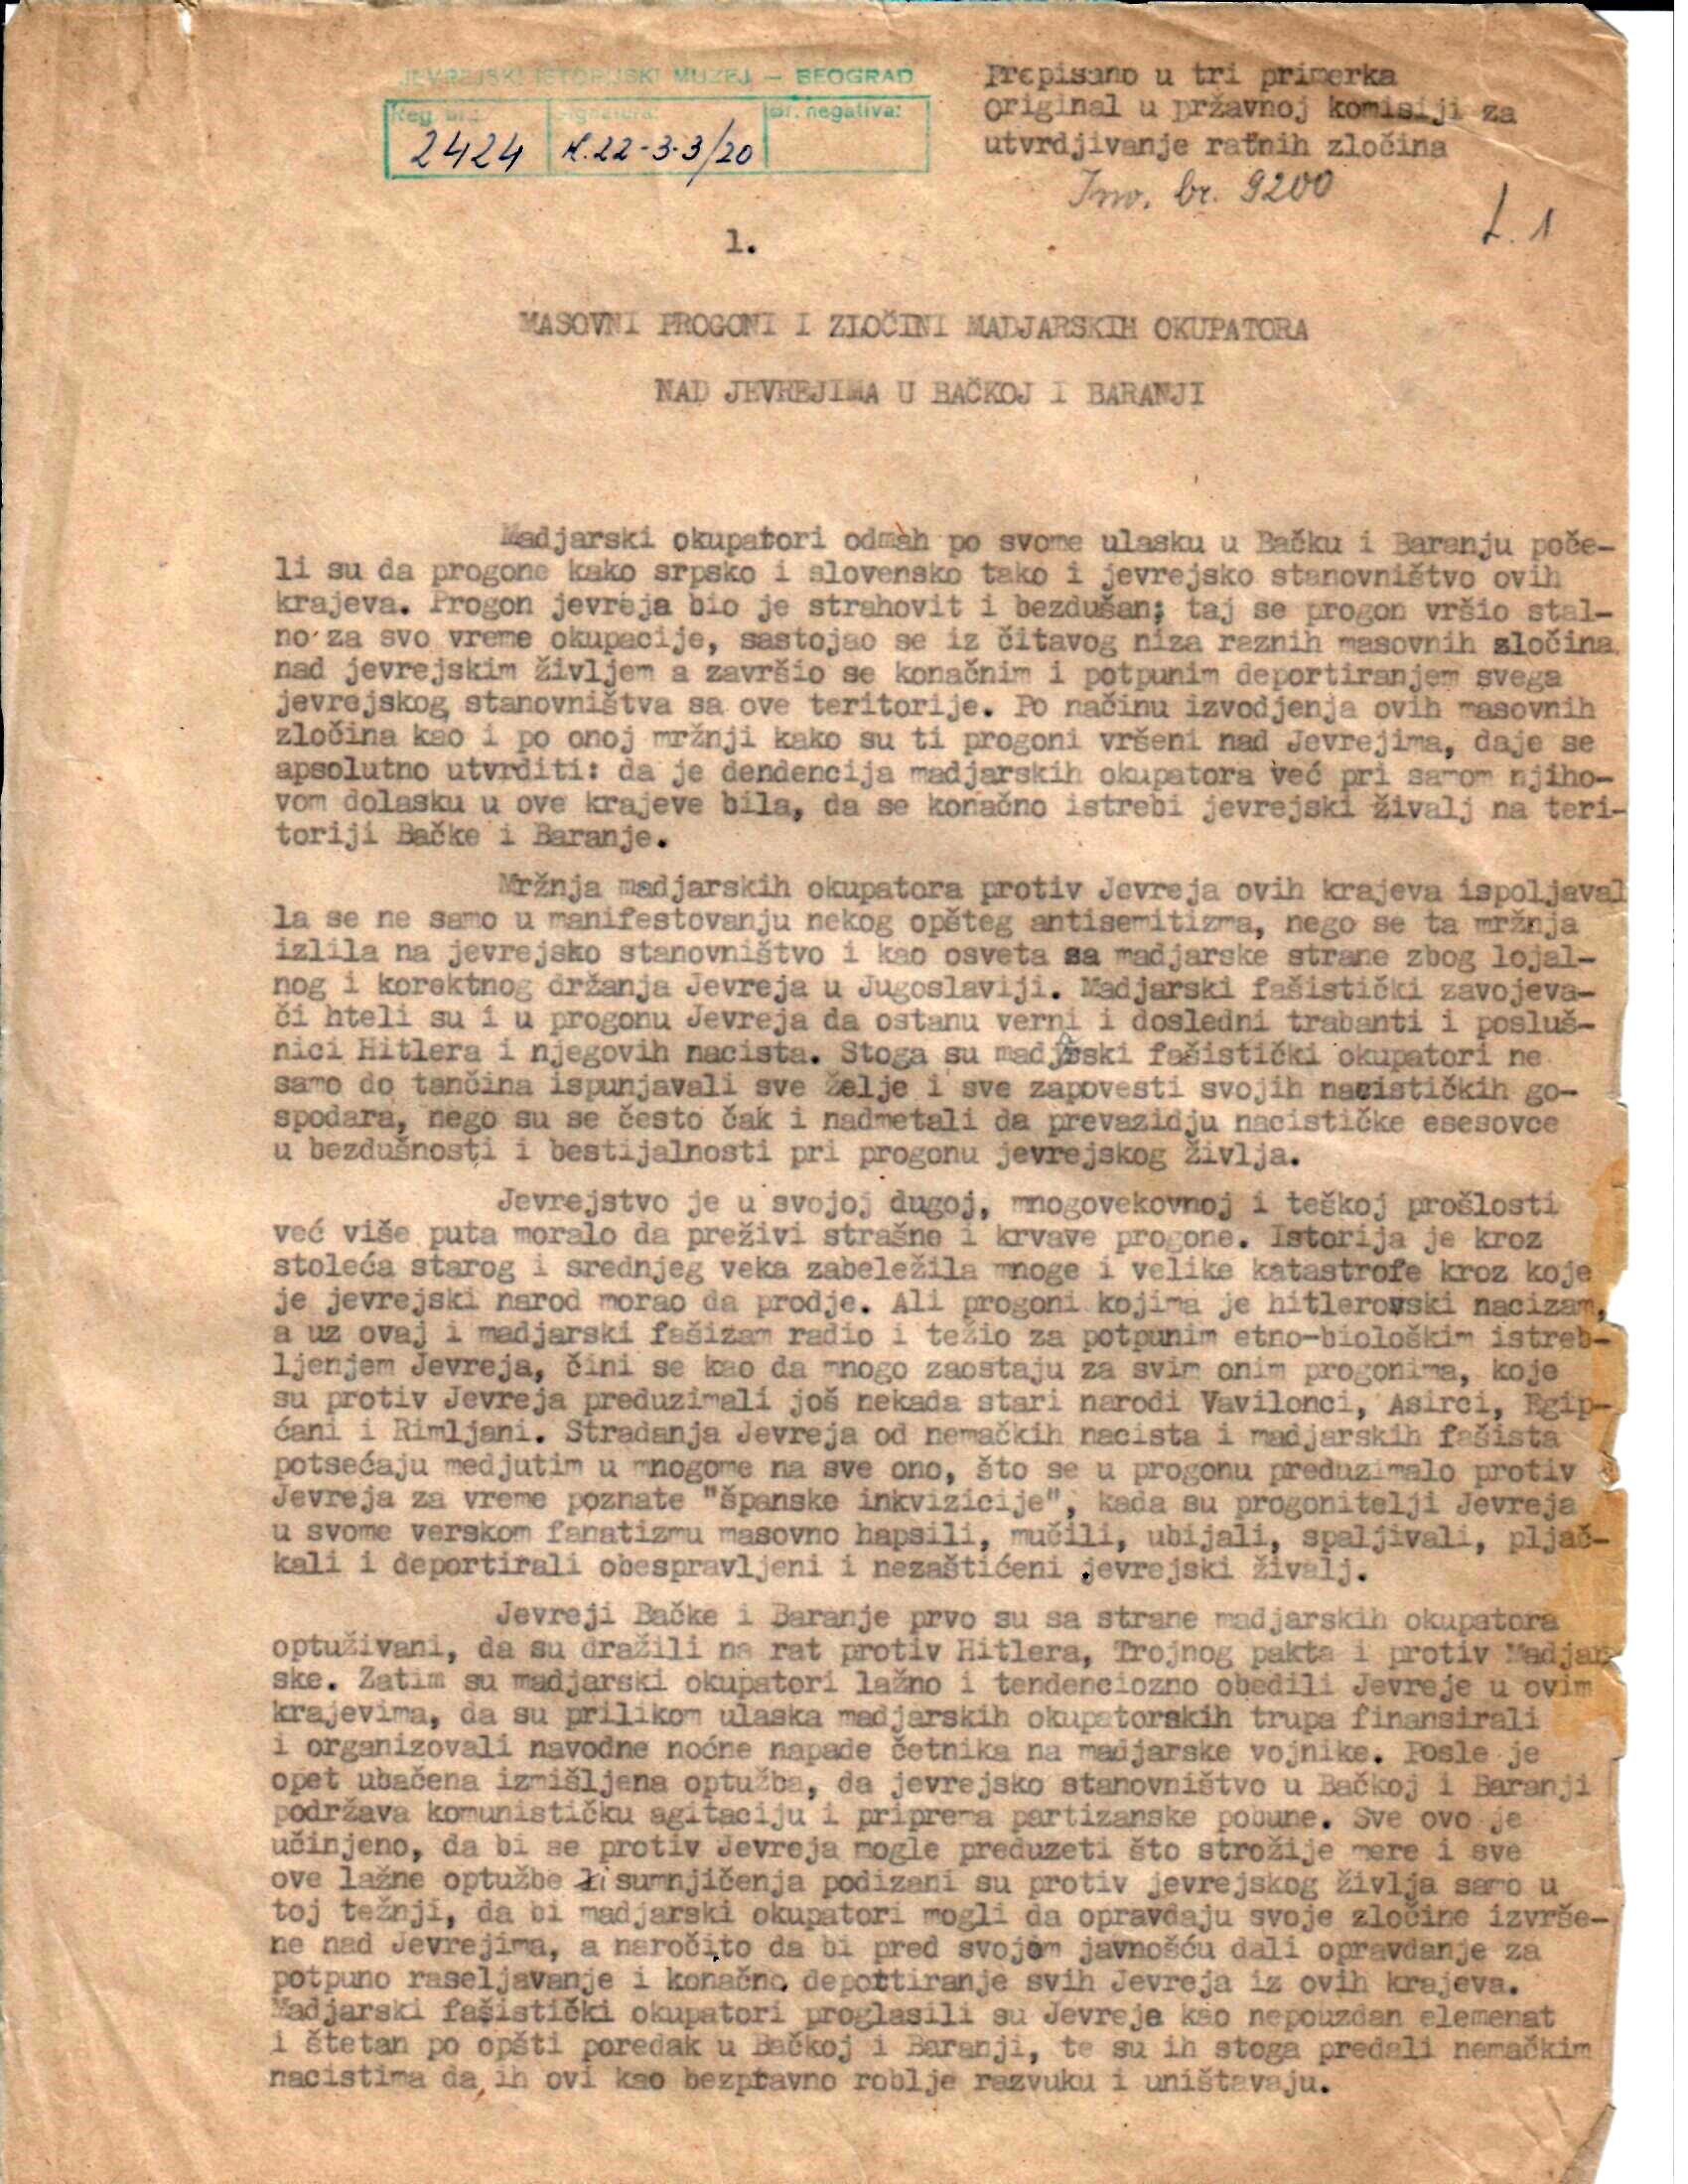 JEVREJSKI ISTORIJSKI MUZEJ — BEOGRAD
Reg. br.: Signatura: Br. negativa:
2424 K.22-3-3/20
Prepisano u tri primerka
original u pržavnoj komisiji za
utvrdjivanje ratnih zločina
Inv. br. 9200
L. 1
1.
MASOVNI PROGONI I ZLOČINI MADJARSKIH OKUPATORA
NAD JEVREJIMA U BAČKOJ I BARANJI
Madjarski okupatori odmah po svome ulasku u Bačku i Baranju poče-
li su da progone kako srpsko i slovensko tako i jevrejsko stanovništvo ovih
krajeva. Progon jevreja bio je strahovit i bezdušan; taj se progon vršio stal-
no za svo vreme okupacije, sastojao se iz čitavog niza raznih masovnih zločina
nad jevrejskim življem a završio se konačnim i potpunim deportiranjem svega
jevrejskog stanovništva sa ove teritorije. Po načinu izvodjenja ovih masovnih
zločina kao i po onoj mržnji kako su ti progoni vršeni nad Jevrejima, daje se
apsolutno utvrditi: da je dendencija madjarskih okupatora već pri samom njiho-
vom dolasku u ove krajeve bila, da se konačno istrebi jevrejski živalj na teri-
toriji Bačke i Baranje.
Mržnja madjarskih okupatora protiv Jevreja ovih krajeva ispoljaval
la se ne samo u manifestovanju nekog opšteg antisemitizma, nego se ta mržnja
izlila na jevrejsko stanovništvo i kao osveta sa madjarske strane zbog lojal-
nog i korektnog držanja Jevreja u Jugoslaviji. Madjarski fašistički zavojeva-
či hteli su i u progonu Jevreja da ostanu verni i dosledni trabanti i posluš-
nici Hitlera i njegovih nacista. Stoga su madjarski fašistički okupatori ne
samo do tančina ispunjavali sve želje i sve zapovesti svojih nacističkih go-
spodara, nego su se često čak i nadmetali da prevazidju nacističke esesovce
u bezdušnosti i bestijalnosti pri progonu jevrejskog življa.
Jevrejstvo je u svojoj dugoj, mnogovekovnoj i teškoj prošlosti
već više puta moralo da preživi strašne i krvave progone. Istorija je kroz
stoleća starog i srednjeg veka zabeležila mnoge i velike katastrofe kroz koje
je jevrejski narod morao da prodje. Ali progoni kojima je hitlerovski nacizam,
a uz ovaj i madjarski fašizam radio i težio za potpunim etno-biološkim istreb-
ljenjem Jevreja, čini se kao da mnogo zaostaju za svim onim progonima, koje
su protiv Jevreja preduzimali još nekada stari narodi Vavilonci, Asirci, Egip-
ćani i Rimljani. Stradanja Jevreja od nemačkih nacista i madjarskih fašista
potsećaju medjutim u mnogome na sve ono, što se u progonu preduzimalo protiv
Jevreja za vreme poznate "španske inkvizicije", kada su progonitelji Jevreja
u svome verskom fanatizmu masovno hapsili, mučili, ubijali, spaljivali, pljač-
kali i deportirali obespravljeni i nezaštićeni jevrejski živalj.
Jevreji Bačke i Baranje prvo su sa strane madjarskih okupatora
optuživani, da su dražili na rat protiv Hitlera, Trojnog pakta i protiv Madjar-
ske. Zatim su madjarski okupatori lažno i tendenciozno obedili Jevreje u ovim
krajevima, da su prilikom ulaska madjarskih okupatorskih trupa finansirali
i organizovali navodne noćne napade četnika na madjarske vojnike. Posle je
opet ubačena izmišljena optužba, da jevrejsko stanovništvo u Bačkoj i Baranji
podržava komunističku agitaciju i priprema partizanske pobune. Sve ovo je
učinjeno, da bi se protiv Jevreja mogle preduzeti što strožije mere i sve
ove lažne optužbe i sumnjičenja podizani su protiv jevrejskog življa samo u
toj težnji, da bi madjarski okupatori mogli da opravdaju svoje zločine izvrše-
ne nad Jevrejima, a naročito da bi pred svojom javnošću dali opravdanje za
potpuno raseljavanje i konačno depottiranje svih Jevreja iz ovih krajeva.
Madjarski fašistički okupatori proglasili su Jevreje kao nepouzdan elemenat
i štetan po opšti poredak u Bačkoj i Baranji, te su ih stoga predali nemačkim
nacistima da ih ovi kao bezpravno roblje razvuku i uništavaju.